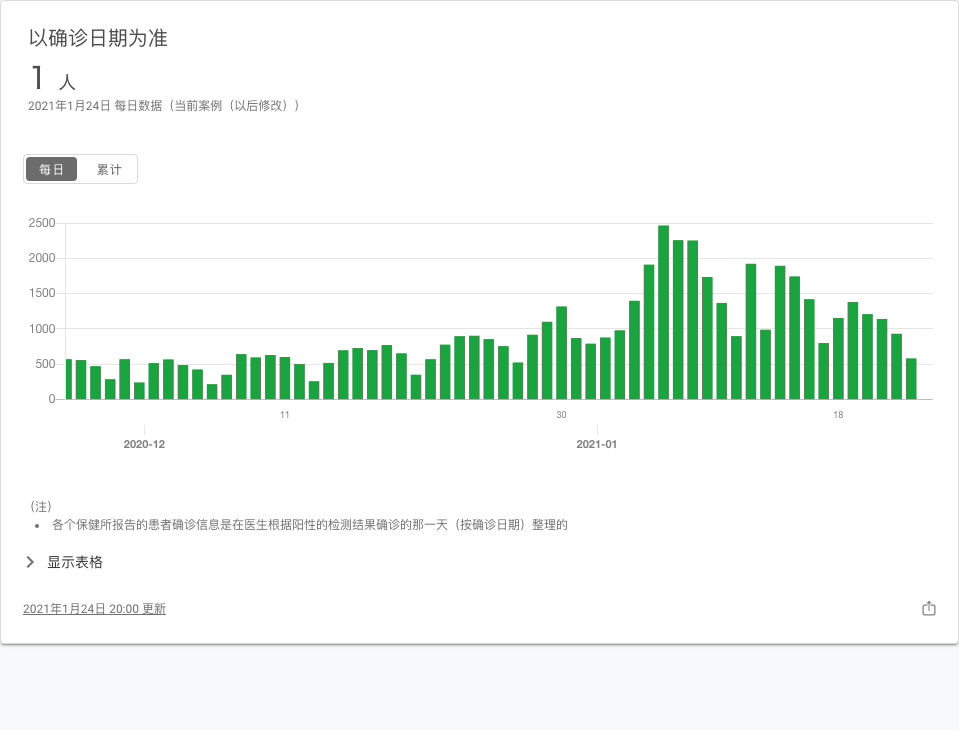 以确诊日期为准
1 人
2021年1月24日 每日数据（当前案例（以后修改））
每日 累计
2500
2000
1500
1000
500
0
11 30 18
2020-12 2021-01
（注）
• 各个保健所报告的患者确诊信息是在医生根据阳性的检测结果确诊的那一天（按确诊日期）整理的
显示表格
2021年1月24日 20:00 更新